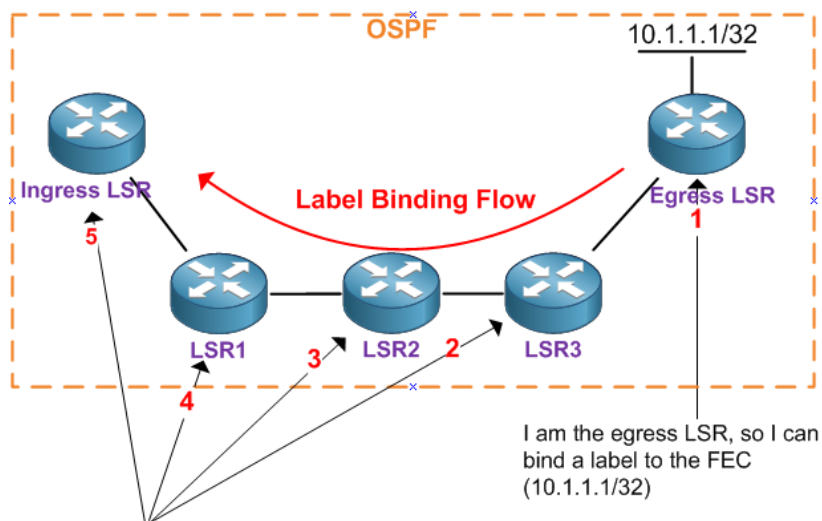 OSPF
10.1.1.1/32
Ingress LSR
Label Binding Flow
Egress LSR
1
5
LSR1
LSR2
LSR3
3
2
4
I am the egress LSR, so I can
bind a label to the FEC
(10.1.1.1/32)